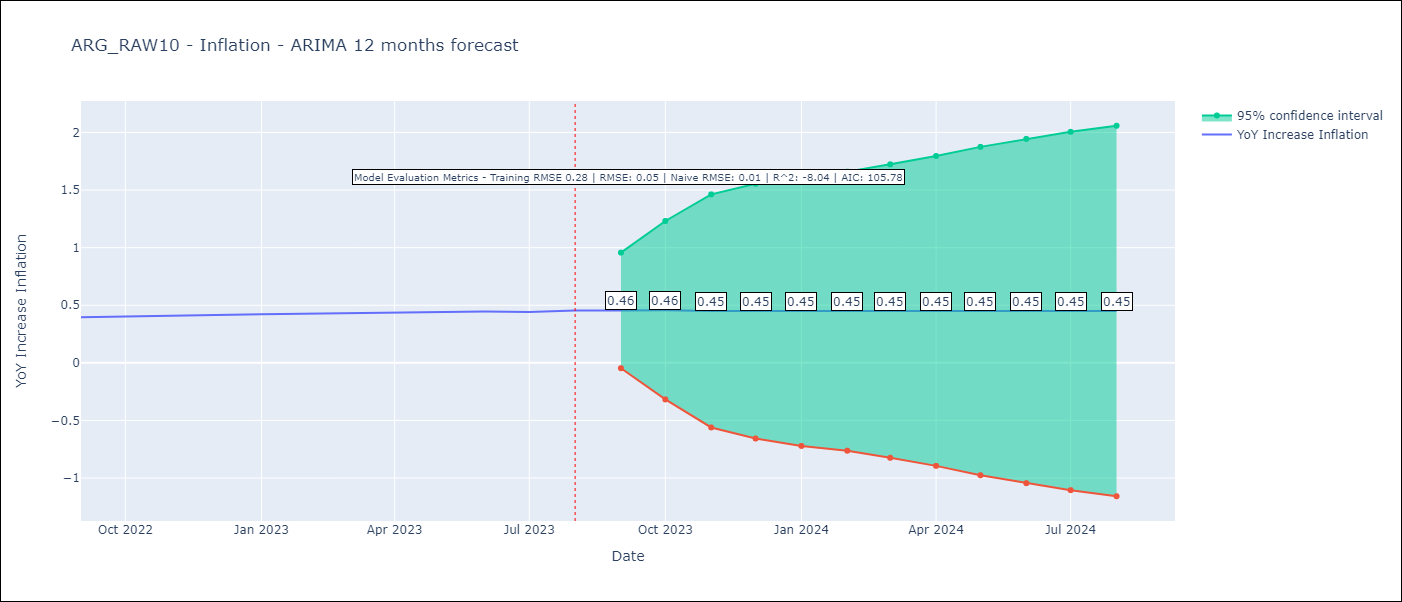 ARG_RAW10 - Inflation - ARIMA 12 months forecast
95% confidence interval
YoY Increase Inflation
Model Evaluation Metrics - Training RMSE 0.28 | RMSE: 0.05 | Naive RMSE: 0.01 | R^2: -8.04 | AIC: 105.78
YoY Increase Inflation
2
1.5
1
0.5
0
−0.5
−1
0.46 0.46 0.45 0.45 0.45 0.45 0.45 0.45 0.45 0.45 0.45 0.45
Oct 2022 Jan 2023 Apr 2023 Jul 2023 Oct 2023 Jan 2024 Apr 2024 Jul 2024
Date